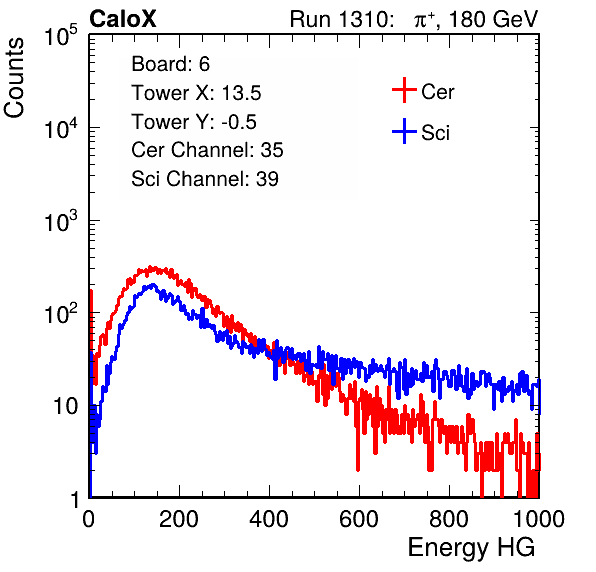 CaloX Run 1310: π⁺, 180 GeV
Counts
10⁵
10⁴
10³
10²
10
1
Board: 6
Tower X: 13.5
Tower Y: -0.5
Cer Channel: 35
Sci Channel: 39
Cer
Sci
0 200 400 600 800 1000
Energy HG